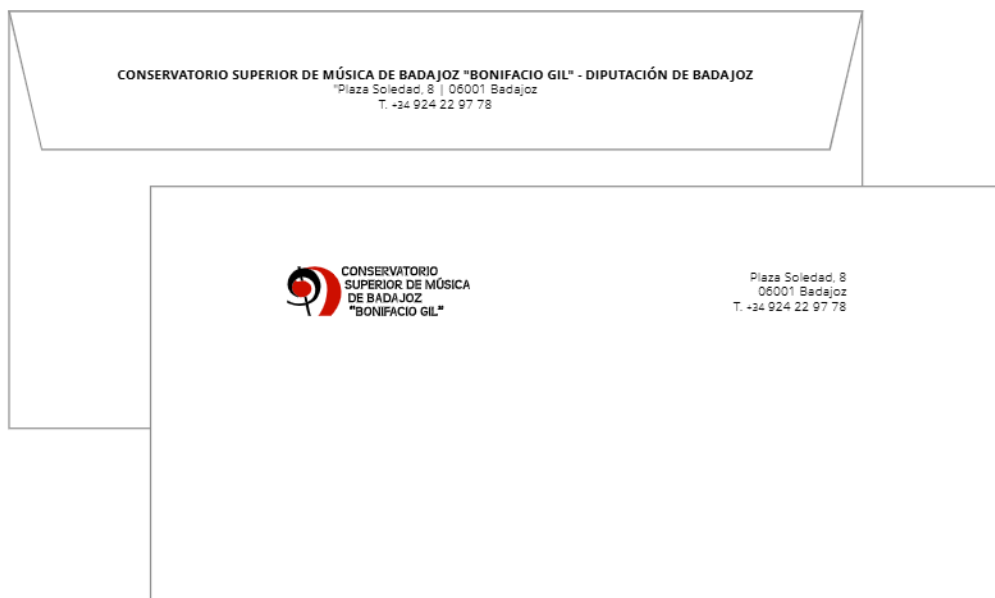 CONSERVATORIO SUPERIOR DE MÚSICA DE BADAJOZ "BONIFACIO GIL" - DIPUTACIÓN DE BADAJOZ
"Plaza Soledad, 8 | 06001 Badajoz
T. +34 924 22 97 78
CONSERVATORIO
SUPERIOR DE MÚSICA
DE BADAJOZ
"BONIFACIO GIL"
Plaza Soledad, 8
06001 Badajoz
T. +34 924 22 97 78